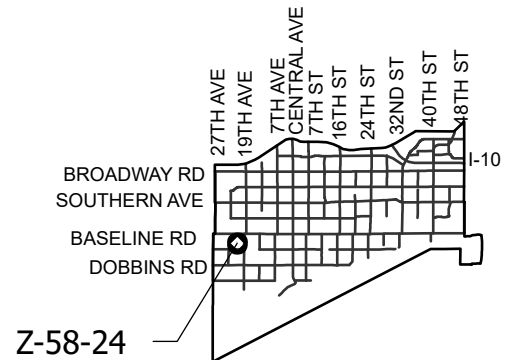 27TH AVE
19TH AVE
7TH AVE
CENTRAL AVE
7TH ST
16TH ST
24TH ST
32ND ST
40TH ST
48TH ST
I-10
BROADWAY RD
SOUTHERN AVE
BASELINE RD
DOBBINS RD
Z-58-24